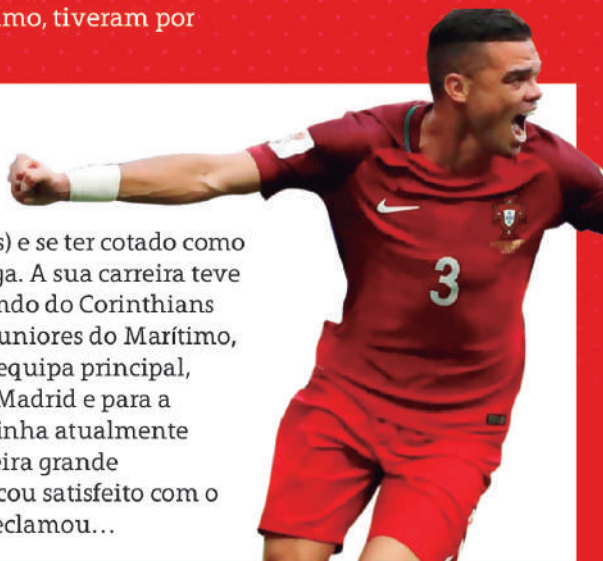 mo, tiveram por
s) e se ter cotado como
ga. A sua carreira teve
ndo do Corinthians
uniores do Marítimo,
equipa principal,
Madrid e para a
inha atualmente
eira grande
cou satisfeito com o
eclamou…
3